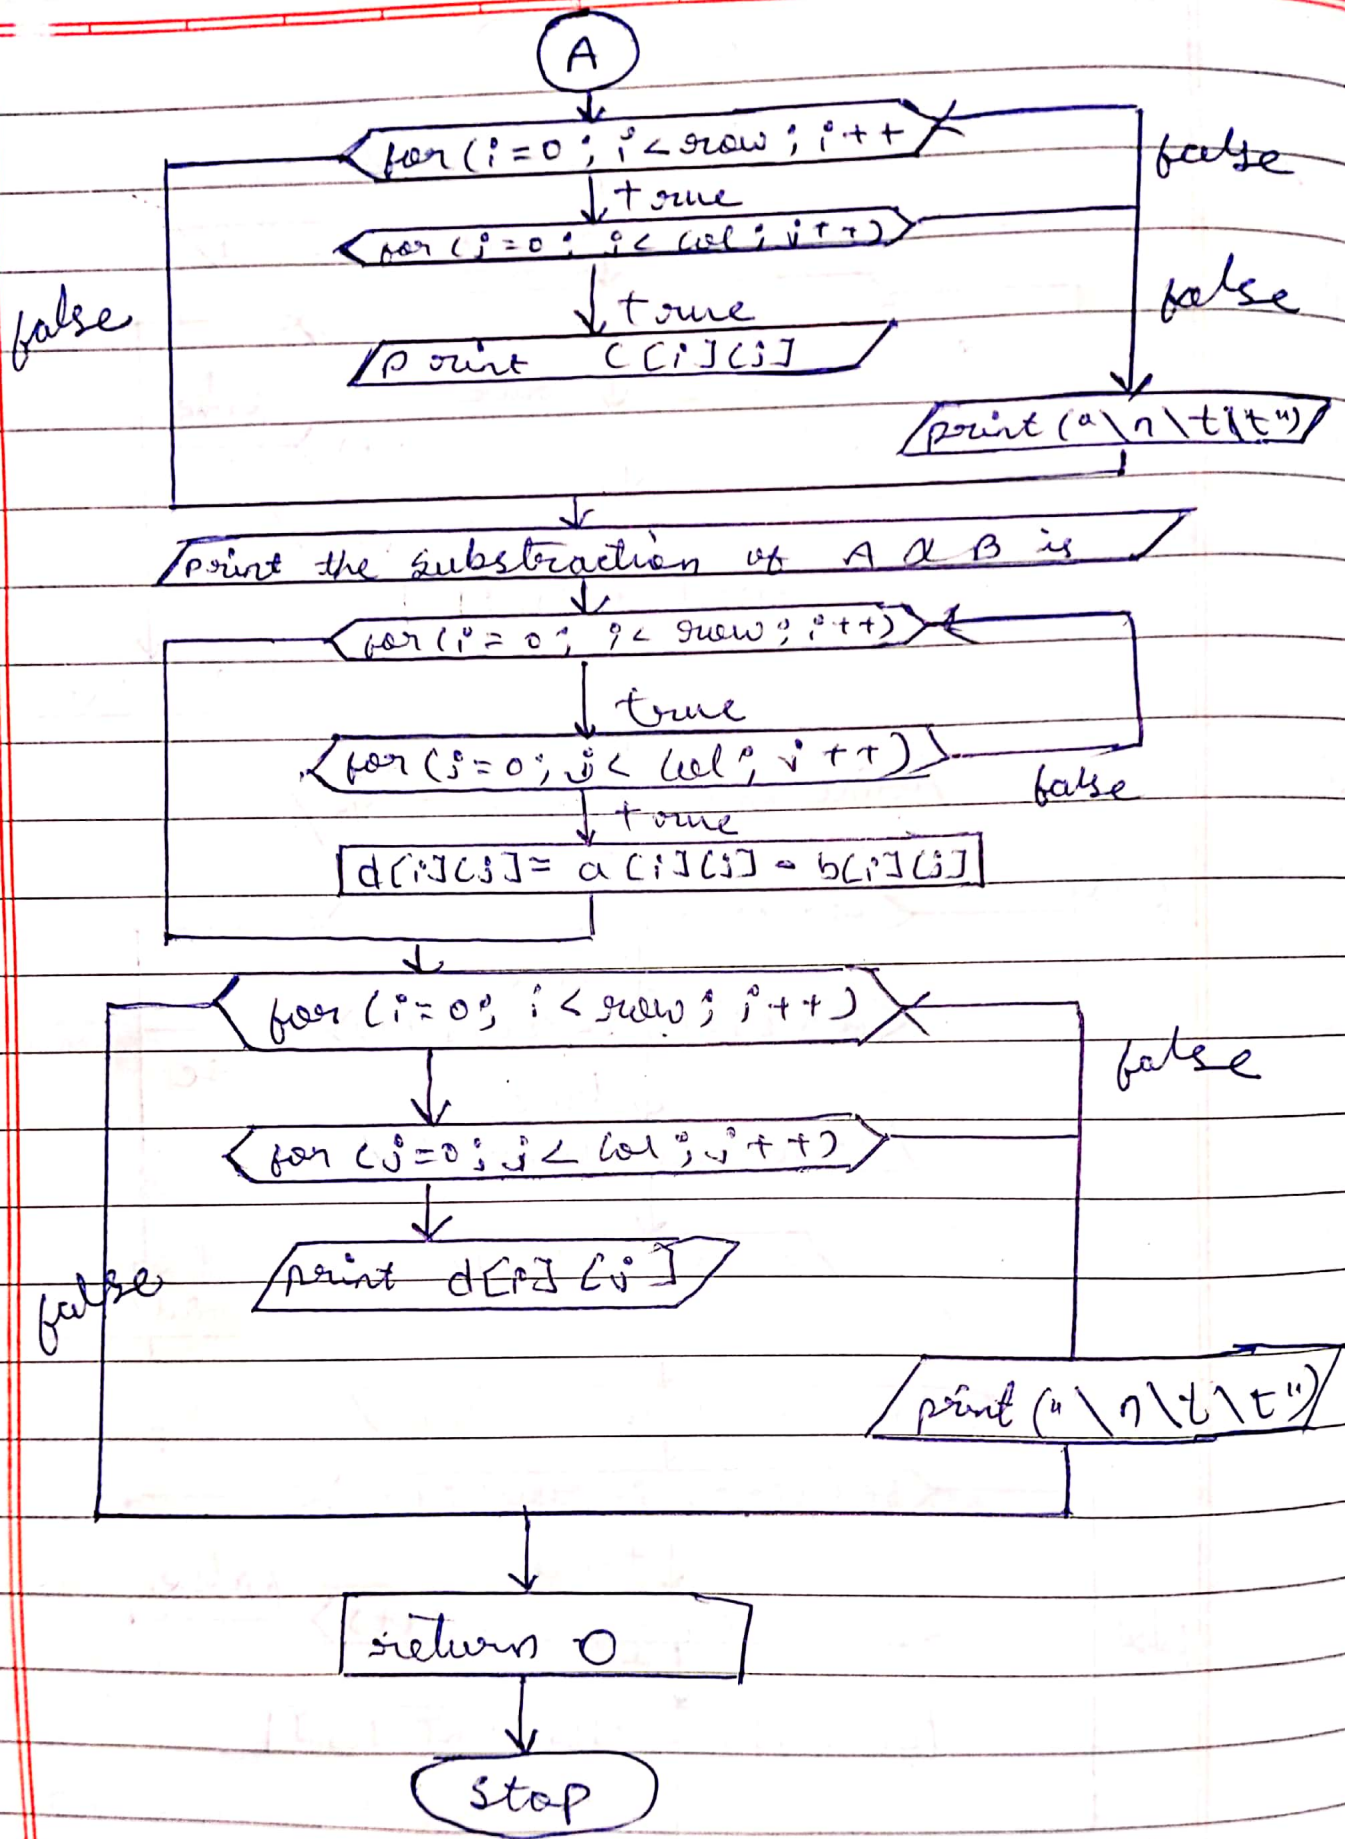 A
for (i=0; i<row; i++
false
true
for (j=0; j< col; j++)
false
true
false
print C[i][j]
print ("\n\t\t")
print the substraction of A & B is
for (i=0; i< row; i++)
true
for (j=0; j< col; j++)
false
true
d[i][j]= a[i][j] - b[i][j]
for (i=0; i<row; i++)
false
for (j=0; j< col; j++)
false
print d[i][j]
print ("\n\t\t")
return 0
stop